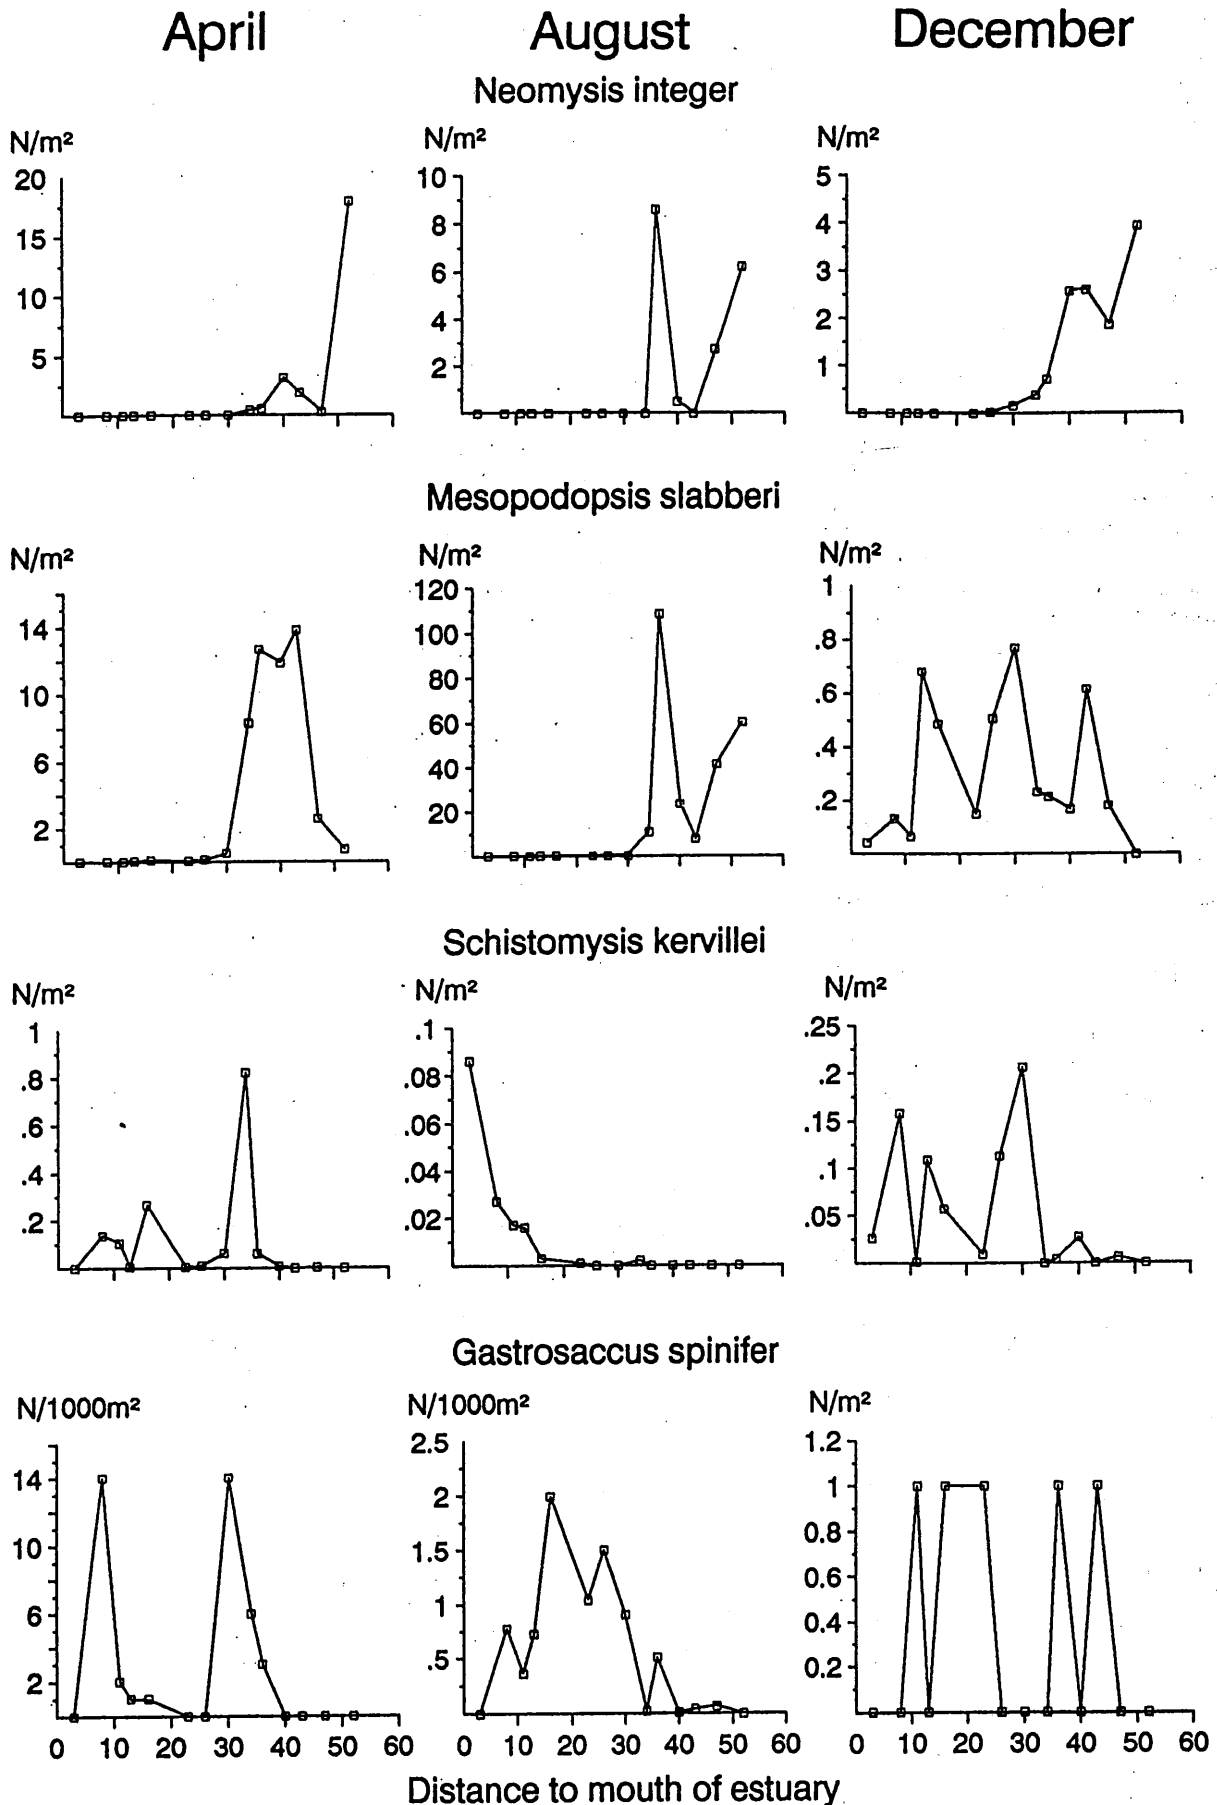 April August December
Neomysis integer
N/m² N/m² N/m²
20 15 10 5
10 8 6 4 2
5 4 3 2 1
Mesopodopsis slabberi
N/m² N/m² N/m²
14 10 6 2
120 100 80 60 40 20
1 .8 .6 .4 .2
Schistomysis kervillei
N/m² N/m² N/m²
1 .8 .6 .4 .2
.1 .08 .06 .04 .02
.25 .2 .15 .1 .05
Gastrosaccus spinifer
N/1000m² N/1000m² N/m²
14 10 6 2
2.5 2 1.5 1 .5
1.2 1 0.8 0.6 0.4 0.2
0 10 20 30 40 50 60 0 10 20 30 40 50 60 0 10 20 30 40 50 60
Distance to mouth of estuary